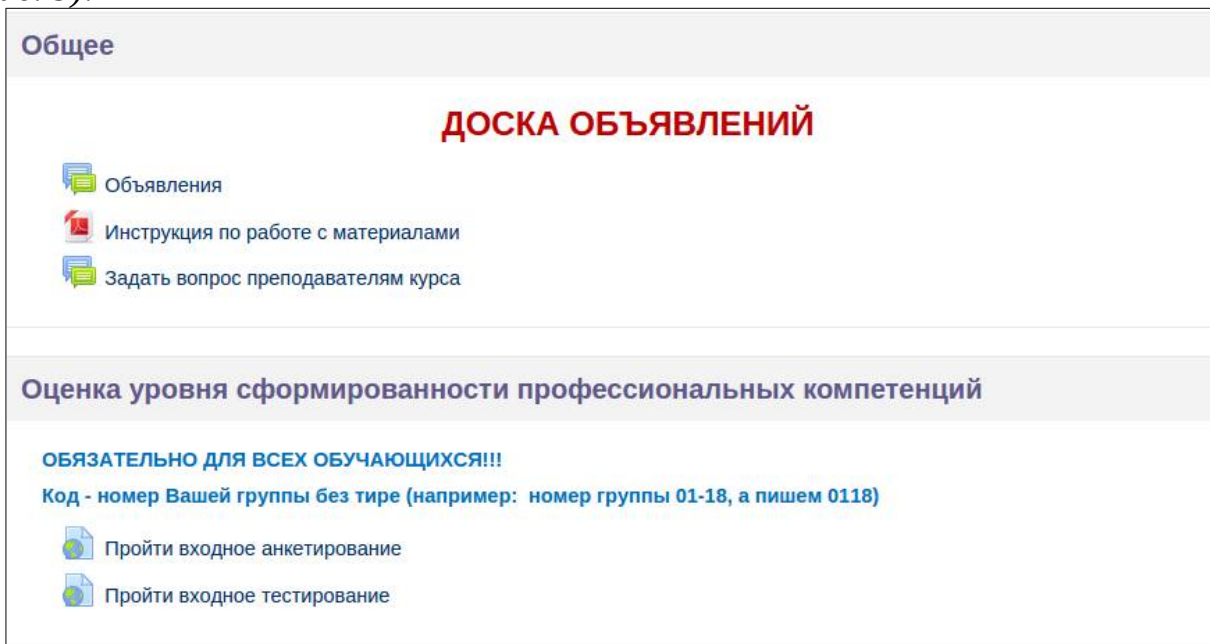 Общее
ДОСКА ОБЪЯВЛЕНИЙ
Объявления
Инструкция по работе с материалами
Задать вопрос преподавателям курса
Оценка уровня сформированности профессиональных компетенций
ОБЯЗАТЕЛЬНО ДЛЯ ВСЕХ ОБУЧАЮЩИХСЯ!!!
Код - номер Вашей группы без тире (например:  номер группы 01-18, а пишем 0118)
Пройти входное анкетирование
Пройти входное тестирование